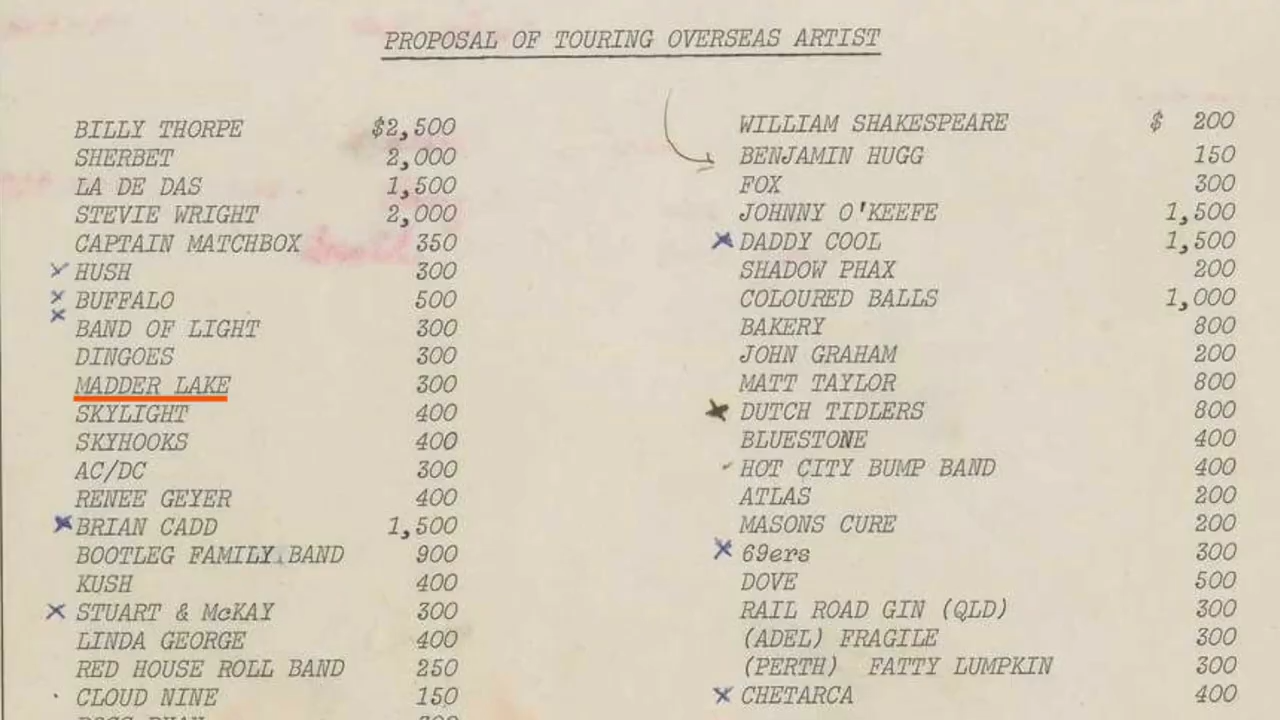 PROPOSAL OF TOURING OVERSEAS ARTIST
BILLY THORPE $2,500
SHERBET 2,000
LA DE DAS 1,500
STEVIE WRIGHT 2,000
CAPTAIN MATCHBOX 350
HUSH 300
BUFFALO 500
BAND OF LIGHT 300
DINGOES 300
MADDER LAKE 300
SKYLIGHT 400
SKYHOOKS 400
AC/DC 300
RENEE GEYER 400
BRIAN CADD 1,500
BOOTLEG FAMILY BAND 900
KUSH 400
STUART & McKAY 300
LINDA GEORGE 400
RED HOUSE ROLL BAND 250
CLOUD NINE 150
WILLIAM SHAKESPEARE $ 200
BENJAMIN HUGG 150
FOX 300
JOHNNY O'KEEFE 1,500
DADDY COOL 1,500
SHADOW PHAX 200
COLOURED BALLS 1,000
BAKERY 800
JOHN GRAHAM 200
MATT TAYLOR 800
DUTCH TIDLERS 800
BLUESTONE 400
HOT CITY BUMP BAND 400
ATLAS 200
MASONS CURE 200
69ers 300
DOVE 500
RAIL ROAD GIN (QLD) 300
(ADEL) FRAGILE 300
(PERTH) FATTY LUMPKIN 300
CHETARCA 400